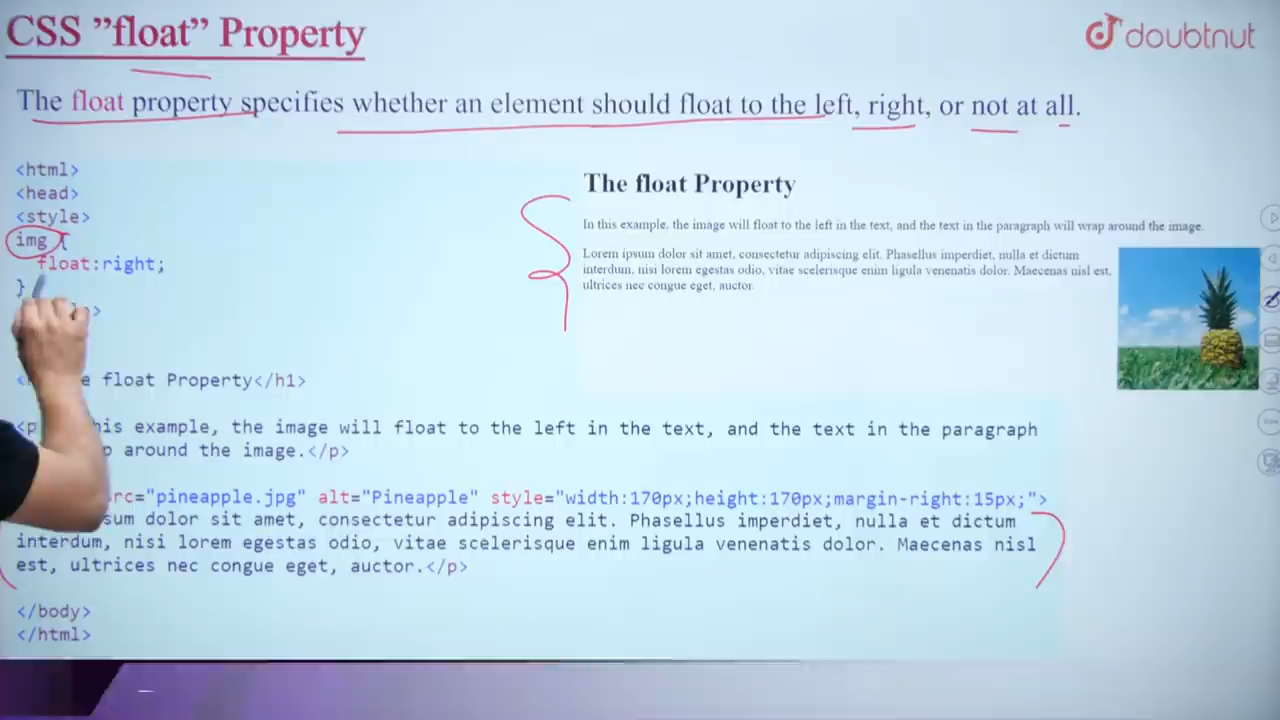 CSS ”float” Property
doubtnut
The float property specifies whether an element should float to the left, right, or not at all.
<html>
<head>
<style>
img {
float:right;
}
>
float Property</h1>
example, the image will float to the left in the text, and the text in the paragraph
around the image.</p>
="pineapple.jpg" alt="Pineapple" style="width:170px;height:170px;margin-right:15px;">
dolor sit amet, consectetur adipiscing elit. Phasellus imperdiet, nulla et dictum
interdum, nisi lorem egestas odio, vitae scelerisque enim ligula venenatis dolor. Maecenas nisl
est, ultrices nec congue eget, auctor.</p>
</body>
</html>
The float Property
In this example, the image will float to the left in the text, and the text in the paragraph will wrap around the image.
Lorem ipsum dolor sit amet, consectetur adipiscing elit. Phasellus imperdiet, nulla et dictum
interdum, nisi lorem egestas odio, vitae scelerisque enim ligula venenatis dolor. Maecenas nisl est,
ultrices nec congue eget, auctor.